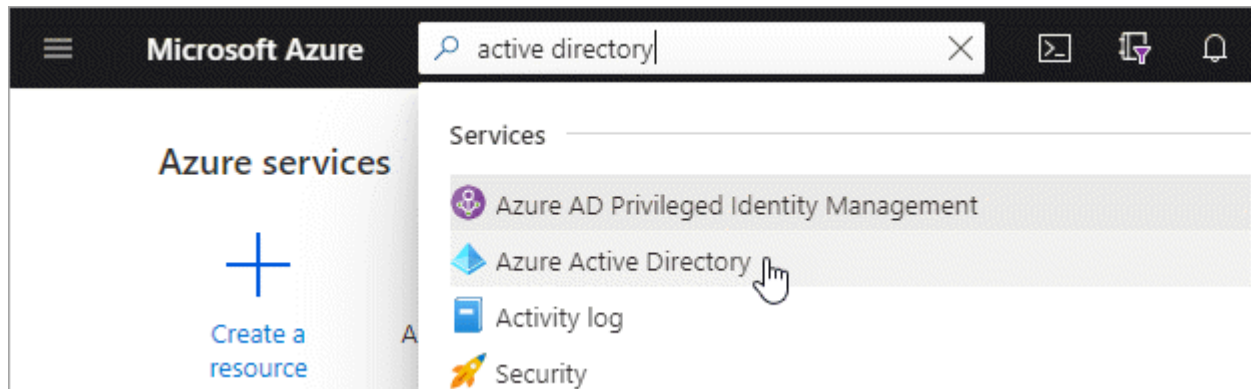 Microsoft Azure
active directory
Azure services
Services
Azure AD Privileged Identity Management
Azure Active Directory
Activity log
Security
Create a
resource
A